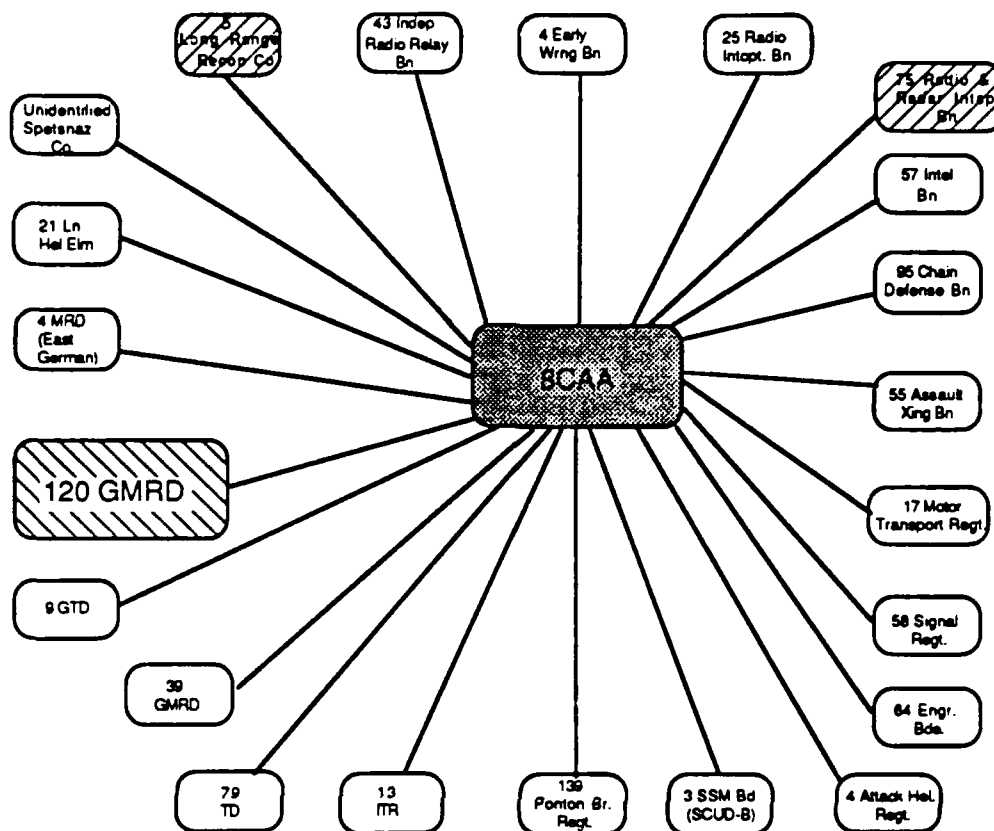 5
Long Range
Recon Co.
43 Indep
Radio Relay
Bn
4 Early
Wrng Bn
25 Radio
Intcpt. Bn
75 Radio &
Radar Intcp
Bn
Unidentified
Spetsnaz
Co.
57 Intel
Bn
21 Ln
Hel Elm
95 Chain
Defense Bn
4 MRD
(East
German)
8CAA
55 Assault
Xing Bn
120 GMRD
17 Motor
Transport Regt.
9 GTD
58 Signal
Regt.
39
GMRD
64 Engr.
Bde.
79
TD
13
ITR
139
Ponton Br.
Regt.
3 SSM Bd
(SCUD-B)
4 Attack Hel.
Regt.